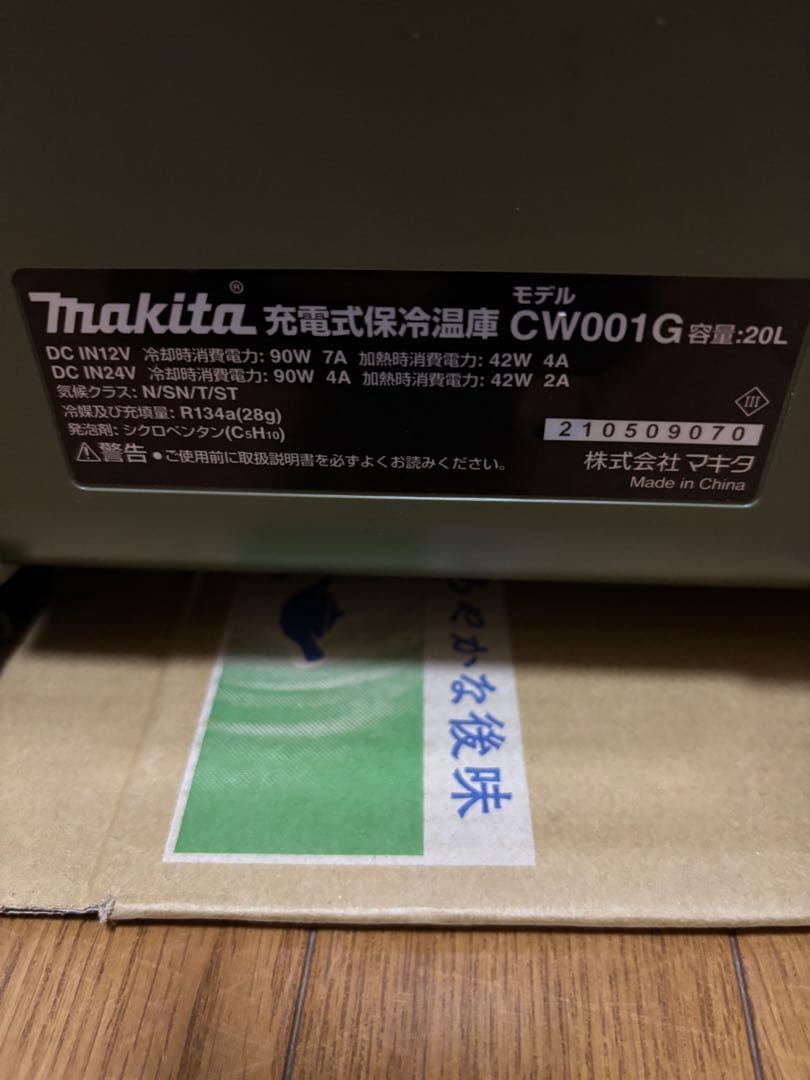 makita® 充電式保冷温庫 モデル CW001G 容量:20L
DC IN12V 冷却時消費電力: 90W 7A 加熱時消費電力: 42W 4A
DC IN24V 冷却時消費電力: 90W 4A 加熱時消費電力: 42W 2A
気候クラス: N/SN/T/ST
冷媒及び充填量: R134a(28g)
発泡剤: シクロペンタン(C₅H₁₀)
III
210509070
⚠警告 ●ご使用前に取扱説明書を必ずよくお読みください。
株式会社 マキタ
Made in China
やかな後味